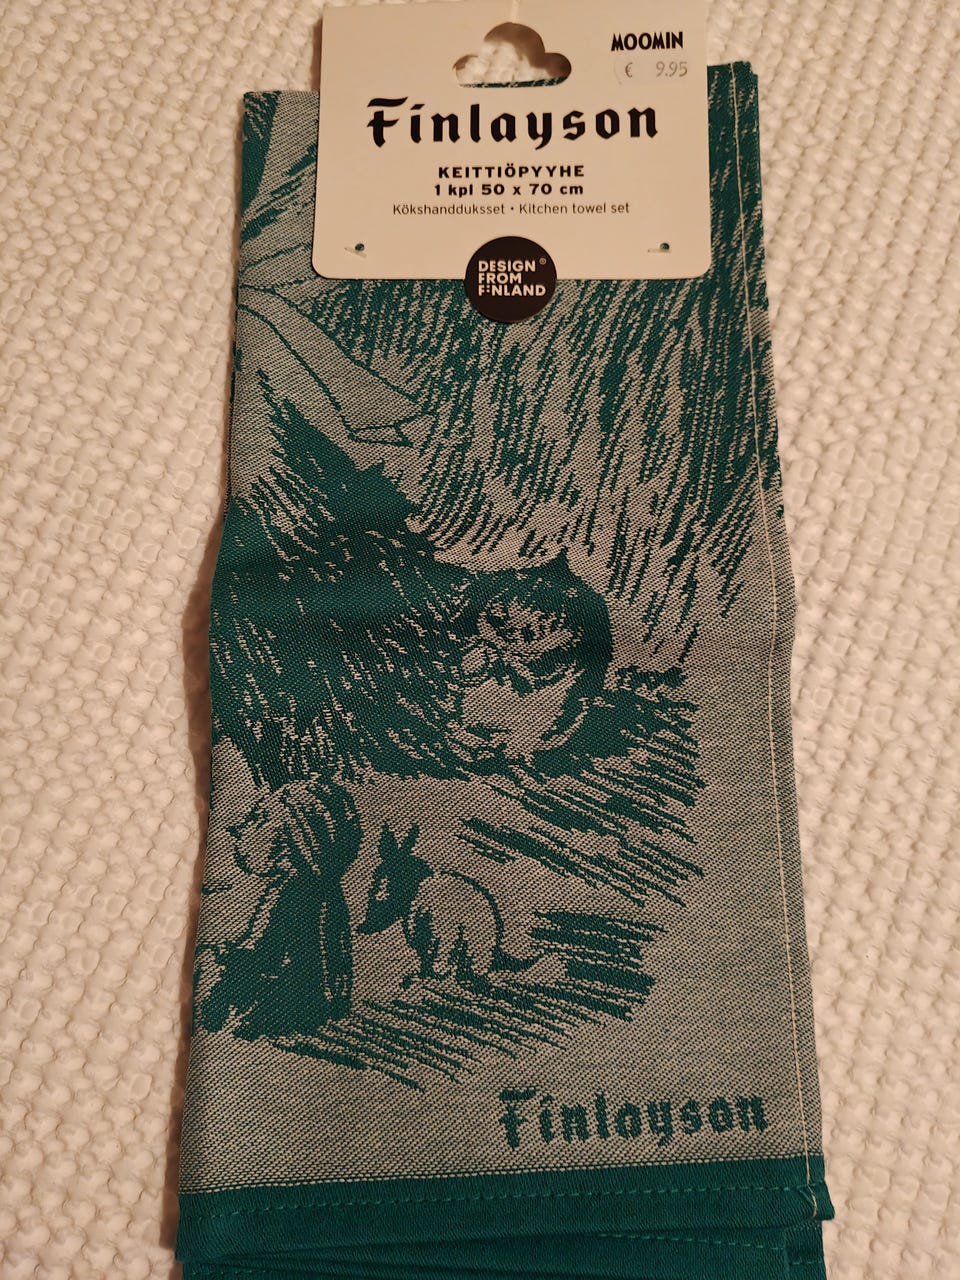 MOOMIN
€ 9.95
Finlayson
KEITTIÖPYYHE
1 kpl 50 x 70 cm
Kökshandduksset • Kitchen towel set
DESIGN ®
FROM
FINLAND
Finlayson